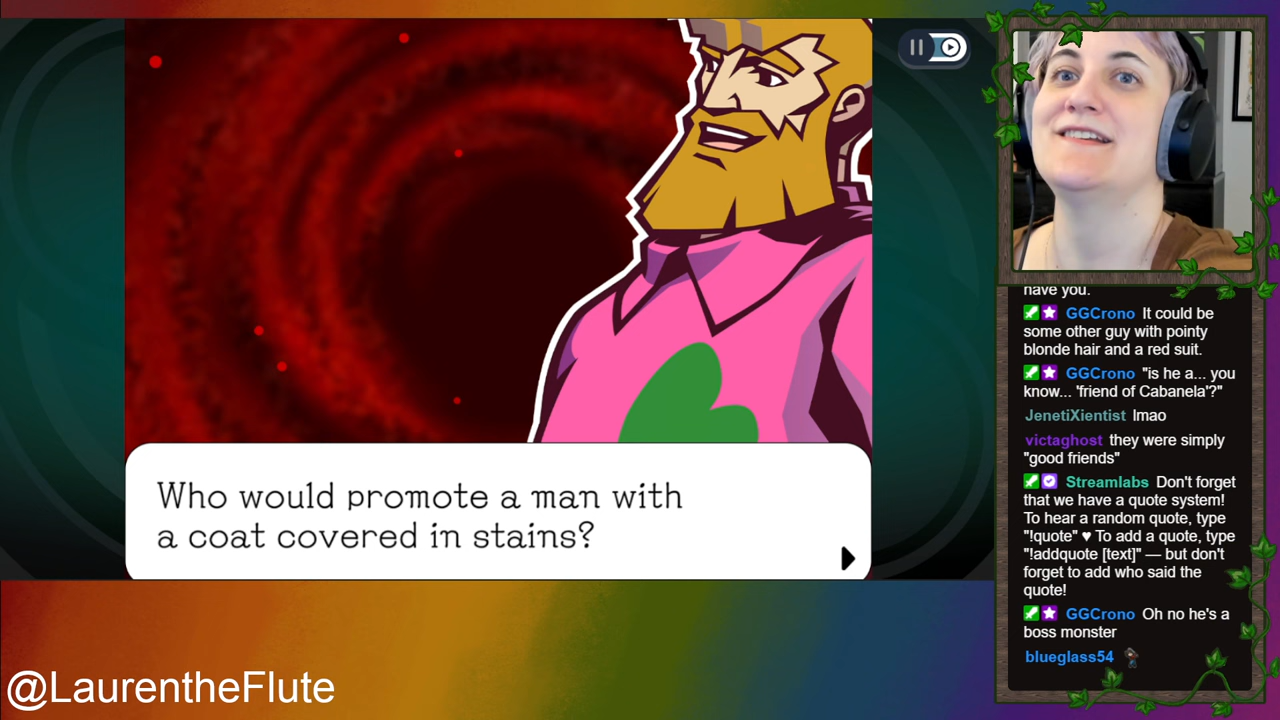 Who would promote a man with
a coat covered in stains?
have you.
GGCrono It could be
some other guy with pointy
blonde hair and a red suit.
GGCrono "is he a... you
know... 'friend of Cabanela'?"
JenetiXientist lmao
victaghost they were simply
"good friends"
Streamlabs Don't forget
that we have a quote system!
To hear a random quote, type
"!quote" ♥ To add a quote, type
"!addquote [text]" — but don't
forget to add who said the
quote!
GGCrono Oh no he's a
boss monster
blueglass54
@LaurentheFlute